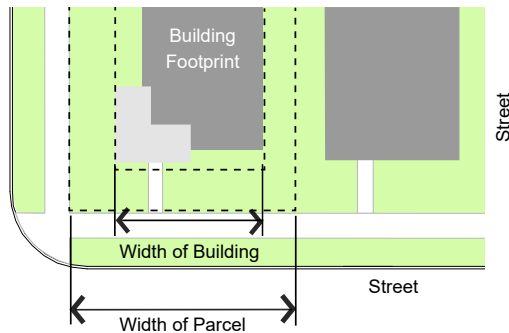 Building
Footprint
Street
Width of Building
Street
Width of Parcel